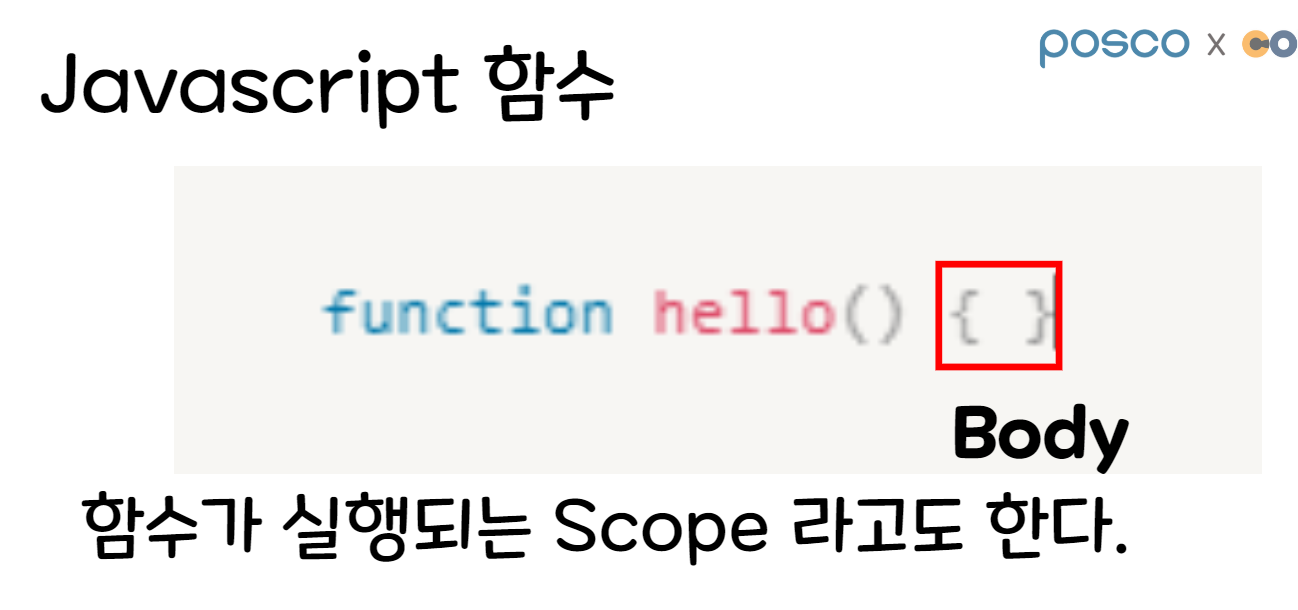 posco x co
Javascript 함수
function hello() { }
Body
함수가 실행되는 Scope 라고도 한다.